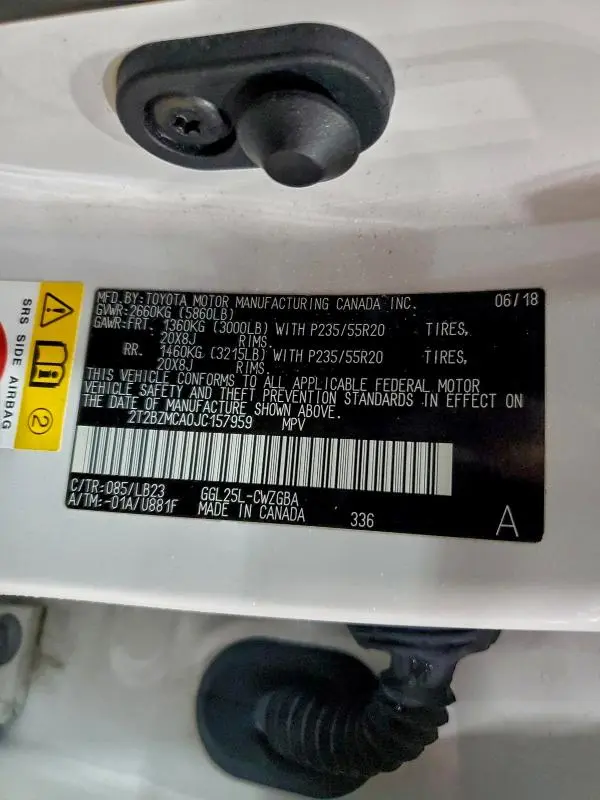 MFD.BY:TOYOTA MOTOR MANUFACTURING CANADA INC. 06/18
GVWR:2660KG (5860LB)
GAWR:FRT. 1360KG (3000LB) WITH P235/55R20 TIRES,
20X8J RIMS.
RR. 1460KG (3215LB) WITH P235/55R20 TIRES,
20X8J RIMS.
THIS VEHICLE CONFORMS TO ALL APPLICABLE FEDERAL MOTOR
VEHICLE SAFETY AND THEFT PREVENTION STANDARDS IN EFFECT ON
THE DATE OF MANUFACTURE SHOWN ABOVE.
2T2BZMCA0JC157959 MPV
C/TR:085/LB23 GGL25L-CWZGBA
A/TM:-01A/U881F MADE IN CANADA 336
A
SRS SIDE AIRBAG
2